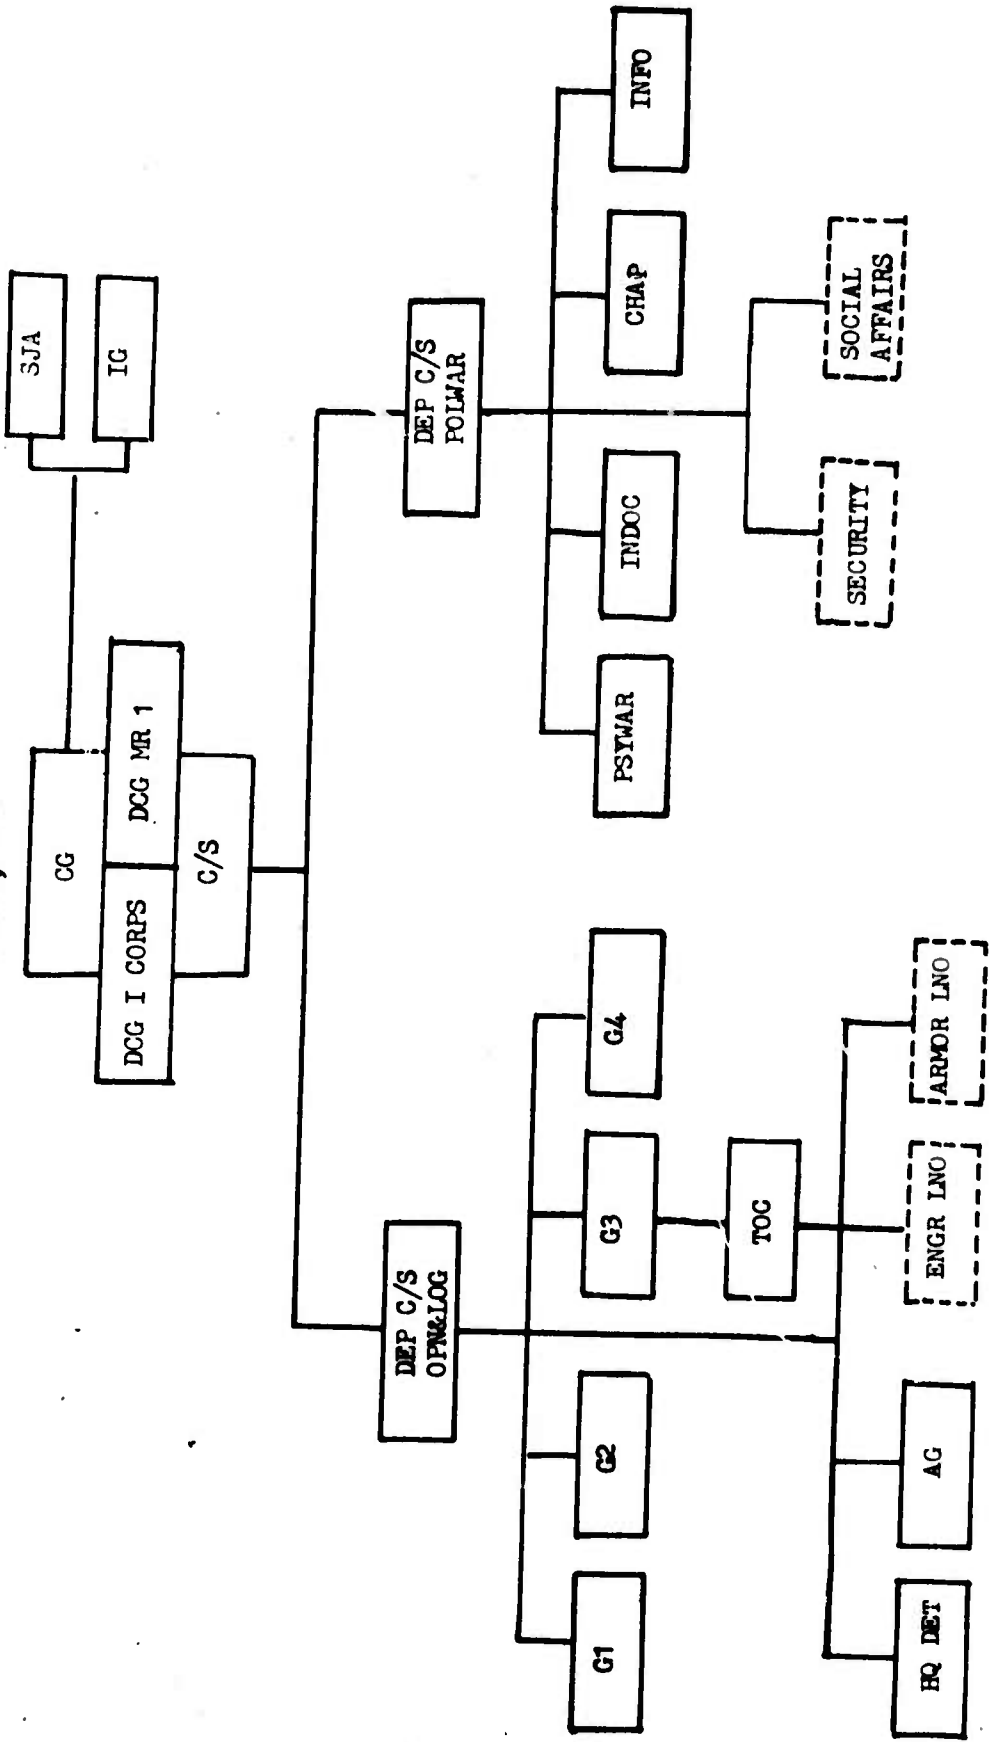 SJA
IG
CG
DCG I CORPS
DCG MR 1
C/S
DEP C/S
OPN&LOG
DEP C/S
POLWAR
G1
G2
G3
G4
PSYWAR
INDOC
CHAP
INFO
TOC
SECURITY
SOCIAL
AFFAIRS
HQ DET
AG
ENGR LNO
ARMOR LNO